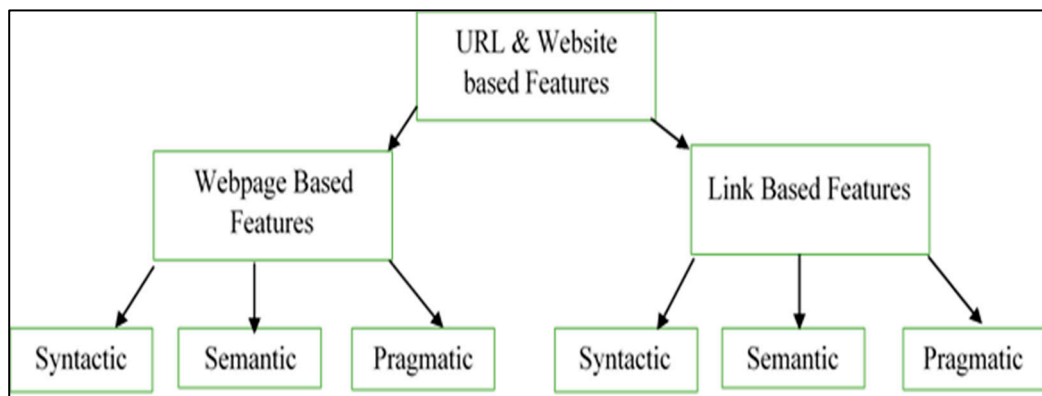 URL & Website
based Features
Webpage Based
Features
Link Based Features
Syntactic
Semantic
Pragmatic
Syntactic
Semantic
Pragmatic